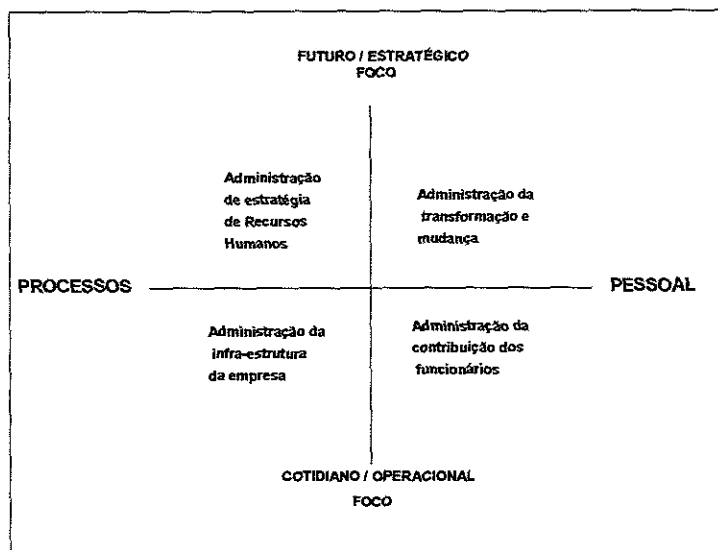 FUTURO / ESTRATÉGICO
FOCO
Administração
de estratégia
de Recursos
Humanos
Administração da
transformação e
mudança
PROCESSOS
PESSOAL
Administração da
infra-estrutura
da empresa
Administração da
contribuição dos
funcionários
COTIDIANO / OPERACIONAL
FOCO